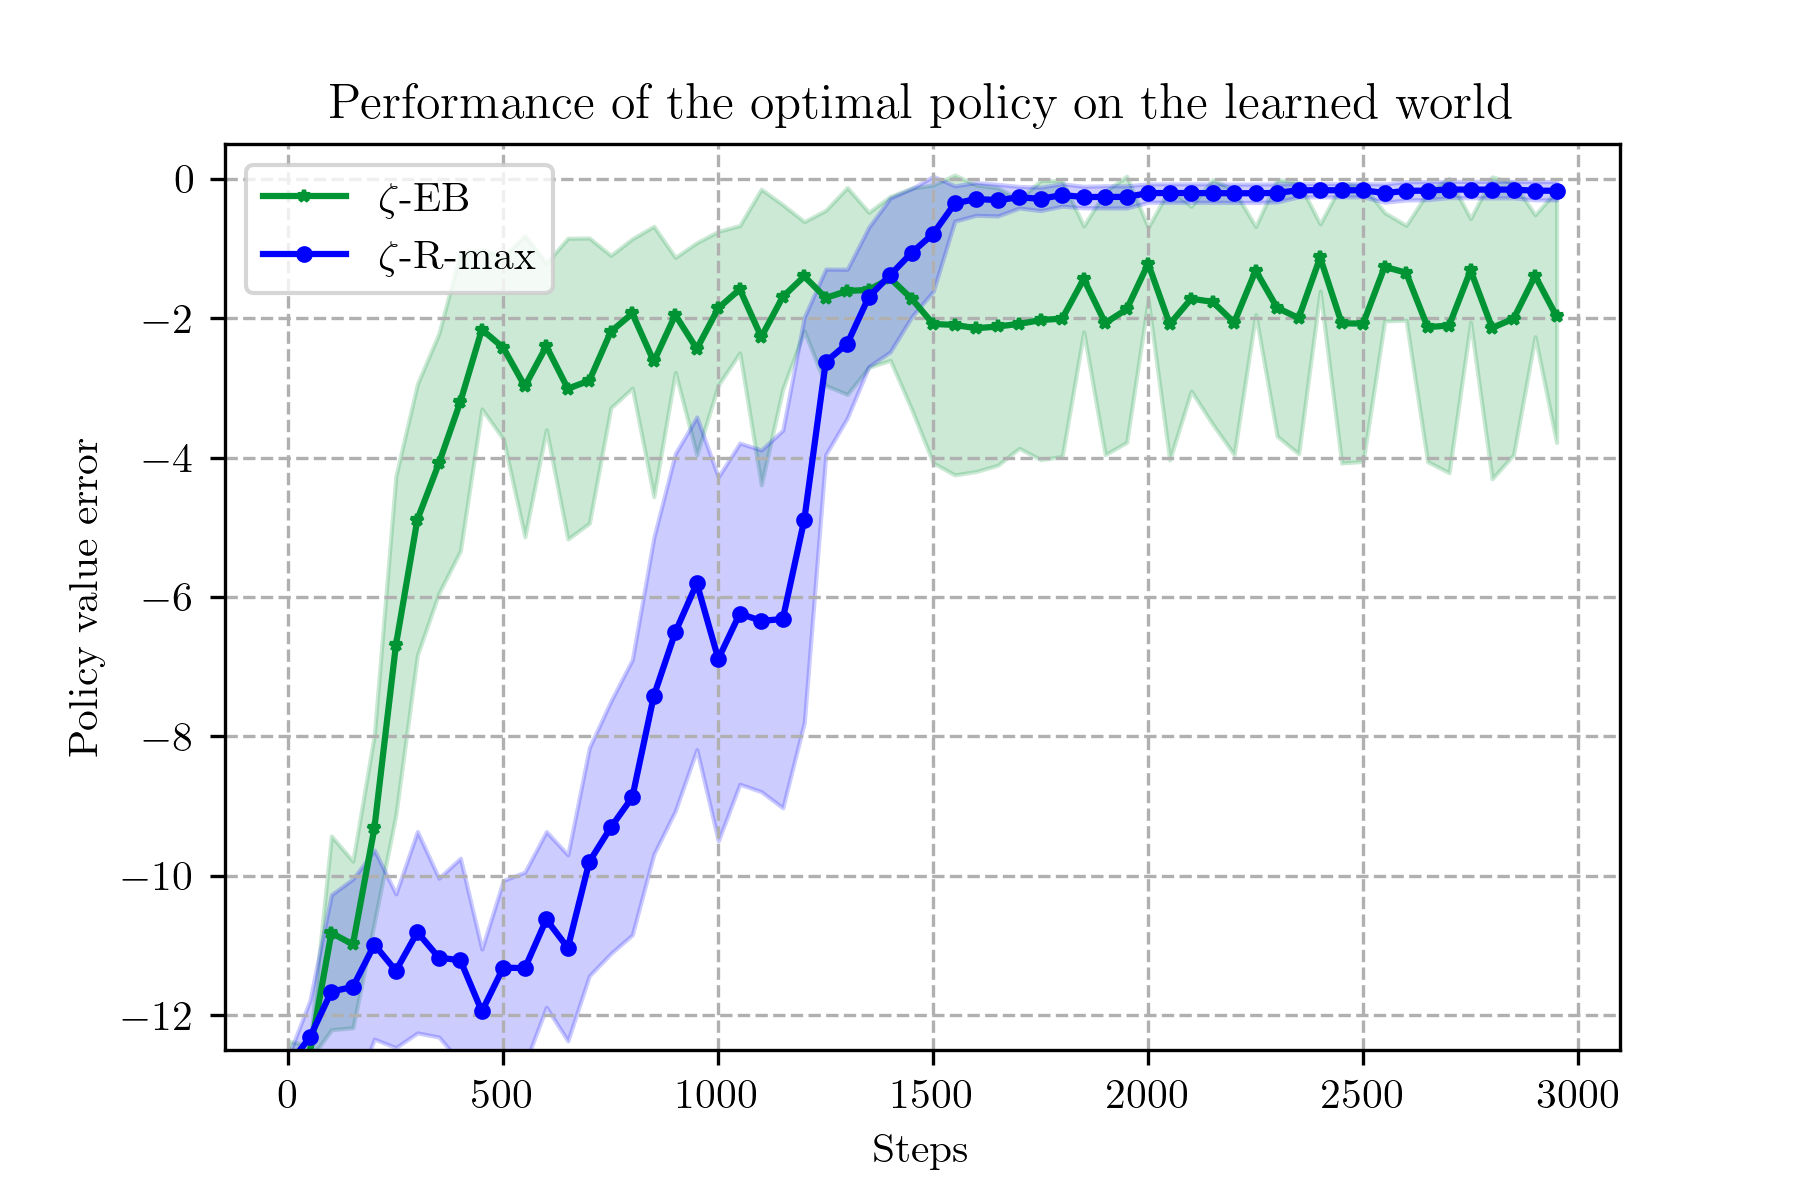 Performance of the optimal policy on the learned world
ζ-EB
ζ-R-max
0
−2
−4
−6
−8
−10
−12
Policy value error
0 500 1000 1500 2000 2500 3000
Steps